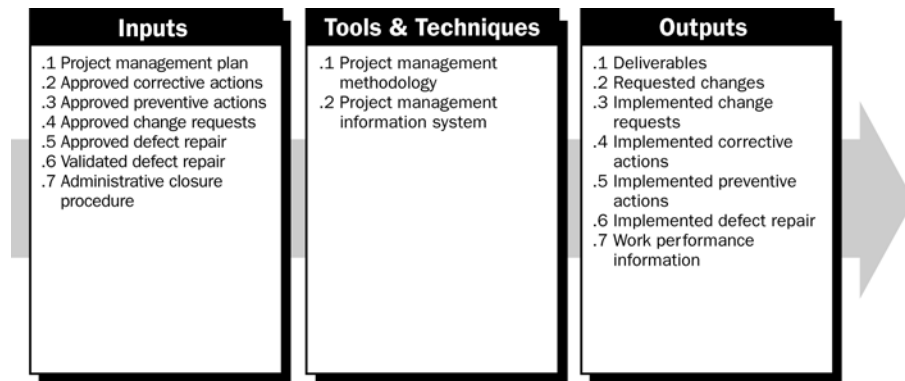 Inputs
.1 Project management plan
.2 Approved corrective actions
.3 Approved preventive actions
.4 Approved change requests
.5 Approved defect repair
.6 Validated defect repair
.7 Administrative closure
procedure
Tools & Techniques
.1 Project management
methodology
.2 Project management
information system
Outputs
.1 Deliverables
.2 Requested changes
.3 Implemented change
requests
.4 Implemented corrective
actions
.5 Implemented preventive
actions
.6 Implemented defect repair
.7 Work performance
information